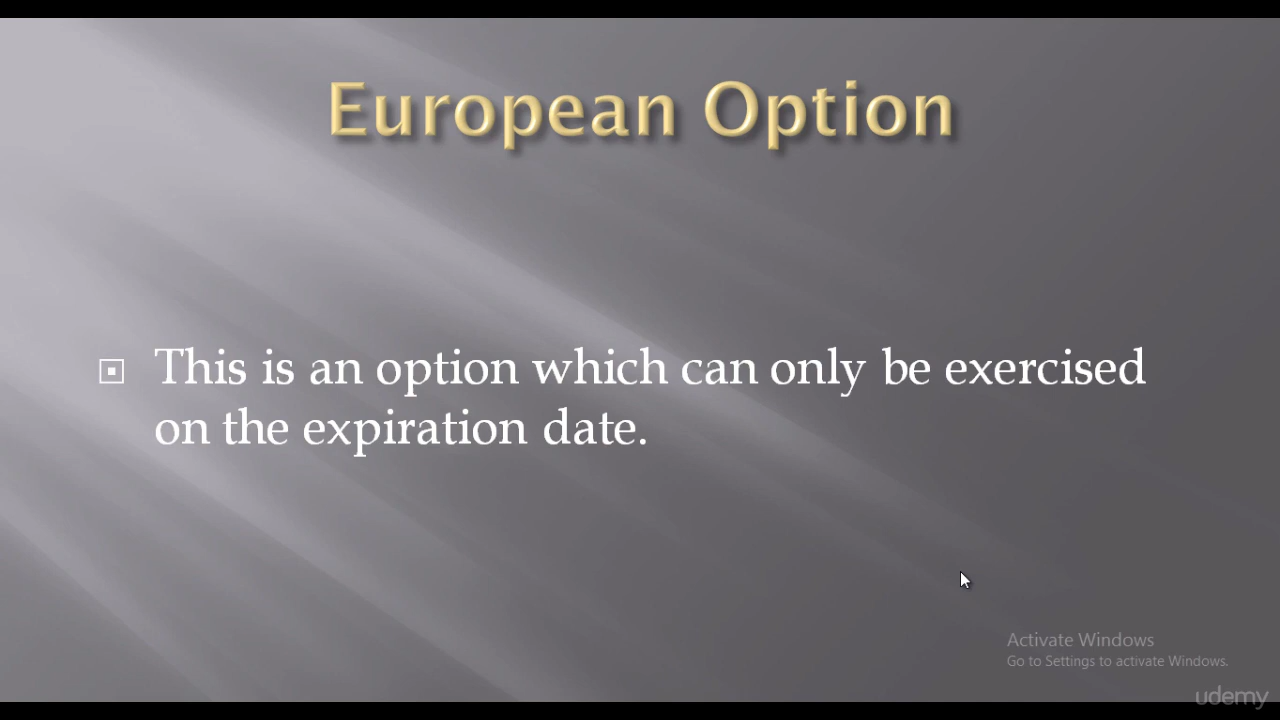 European Option
This is an option which can only be exercised
on the expiration date.
Activate Windows
Go to Settings to activate Windows.
udemy